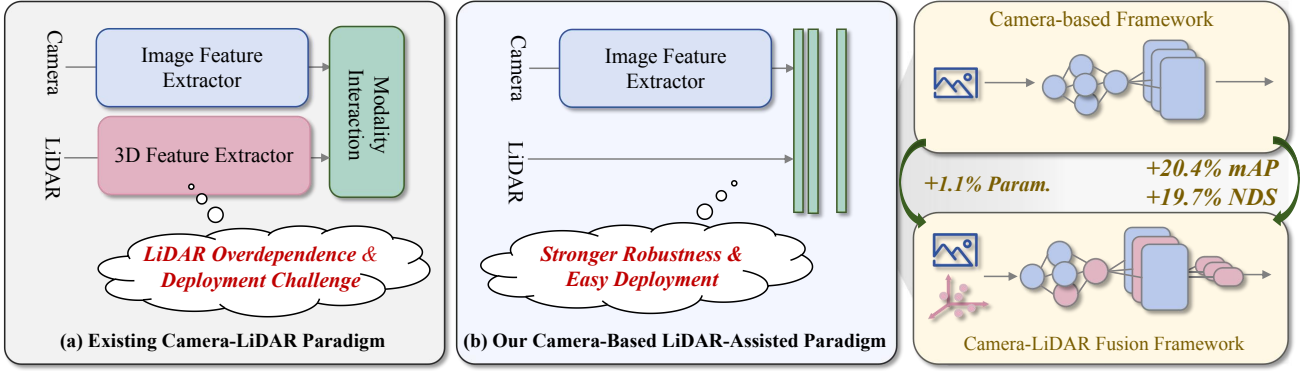 Camera
Image Feature
Extractor
LiDAR
3D Feature Extractor
Modality
Interaction
LiDAR Overdependence &
Deployment Challenge
(a) Existing Camera-LiDAR Paradigm
Camera
Image Feature
Extractor
LiDAR
Stronger Robustness &
Easy Deployment
(b) Our Camera-Based LiDAR-Assisted Paradigm
Camera-based Framework
+1.1% Param.
+20.4% mAP
+19.7% NDS
Camera-LiDAR Fusion Framework